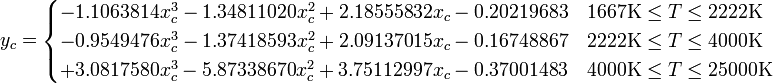 y_c = { -1.1063814x_c^3 - 1.34811020x_c^2 + 2.18555832x_c - 0.20219683 1667K ≤ T ≤ 2222K
-0.9549476x_c^3 - 1.37418593x_c^2 + 2.09137015x_c - 0.16748867 2222K ≤ T ≤ 4000K
+3.0817580x_c^3 - 5.87338670x_c^2 + 3.75112997x_c - 0.37001483 4000K ≤ T ≤ 25000K